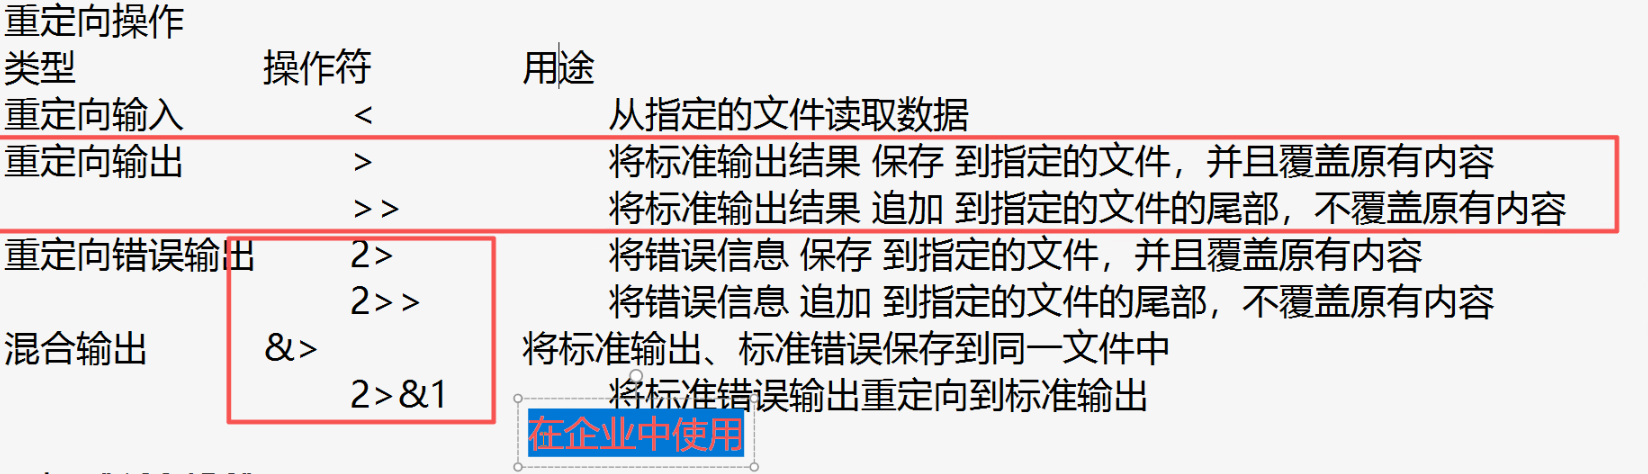 重定向操作
类型 操作符 用途
重定向输入 < 从指定的文件读取数据
重定向输出 > 将标准输出结果 保存 到指定的文件，并且覆盖原有内容
>> 将标准输出结果 追加 到指定的文件的尾部，不覆盖原有内容
重定向错误输出 2> 将错误信息 保存 到指定的文件，并且覆盖原有内容
2>> 将错误信息 追加 到指定的文件的尾部，不覆盖原有内容
混合输出 &> 将标准输出、标准错误保存到同一文件中
2>&1 将标准错误输出重定向到标准输出
在企业中使用